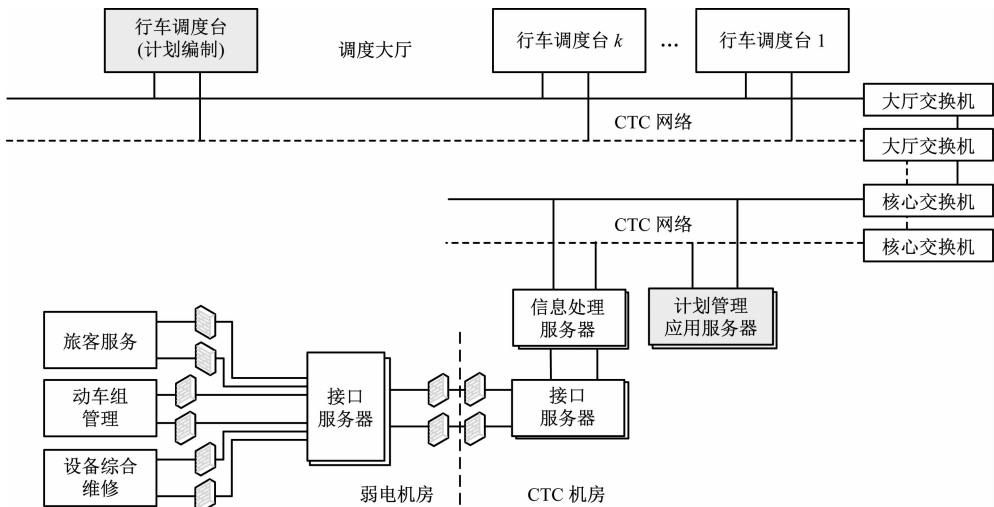 行车调度台
(计划编制)
调度大厅
行车调度台 k
...
行车调度台 1
大厅交换机
CTC 网络
大厅交换机
核心交换机
CTC 网络
核心交换机
信息处理
服务器
计划管理
应用服务器
旅客服务
动车组
管理
接口
服务器
接口
服务器
设备综合
维修
弱电机房
CTC 机房